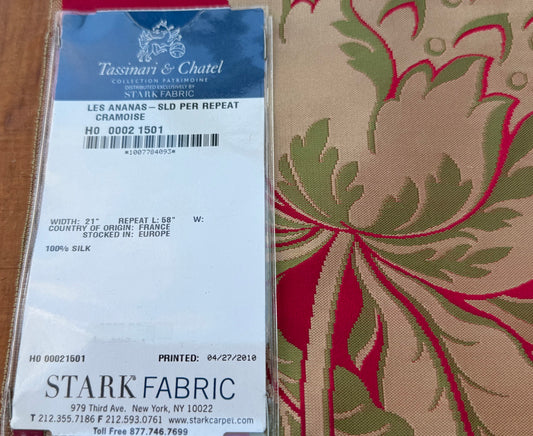 Tassinari & Chatel
COLLECTION PATRIMOINE
DISTRIBUTED EXCLUSIVELY BY
STARK FABRIC
LES ANANAS-SLD PER REPEAT
CRAMOISE
H0 0002 1501
*1007784093*
WIDTH: 21" REPEAT L: 58" W:
COUNTRY OF ORIGIN: FRANCE
STOCKED IN: EUROPE
100% SILK
H0 00021501 PRINTED: 04/27/2010
STARK FABRIC
979 Third Ave. New York, NY 10022
T 212.355.7186 F 212.593.0761 www.starkcarpet.com
Toll Free 877.746.7699